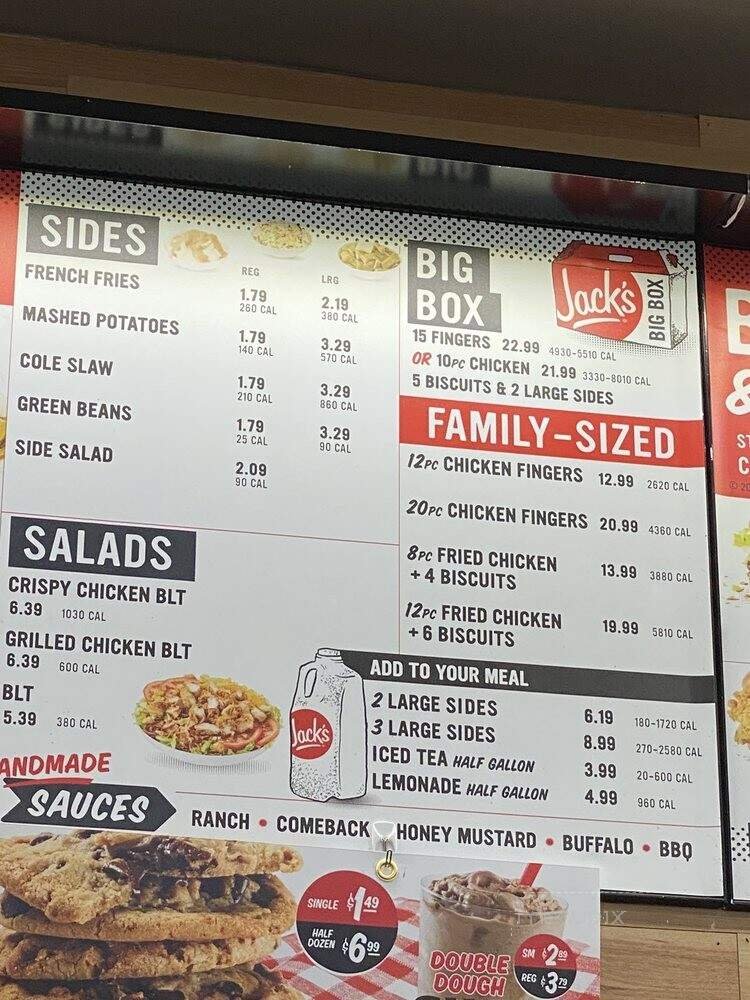 SIDES
REG LRG
FRENCH FRIES 1.79 2.19
260 CAL 380 CAL
MASHED POTATOES 1.79 3.29
140 CAL 570 CAL
COLE SLAW 1.79 3.29
210 CAL 860 CAL
GREEN BEANS 1.79 3.29
25 CAL 90 CAL
SIDE SALAD 2.09
90 CAL
SALADS
CRISPY CHICKEN BLT
6.39 1030 CAL
GRILLED CHICKEN BLT
6.39 600 CAL
BLT
5.39 380 CAL
BIG
BOX
Jack's
BIG BOX
15 FINGERS 22.99 4930-5510 CAL
OR 10PC CHICKEN 21.99 3330-8010 CAL
5 BISCUITS & 2 LARGE SIDES
FAMILY-SIZED
12PC CHICKEN FINGERS 12.99 2620 CAL
20PC CHICKEN FINGERS 20.99 4360 CAL
8PC FRIED CHICKEN
+ 4 BISCUITS 13.99 3880 CAL
12PC FRIED CHICKEN
+ 6 BISCUITS 19.99 5810 CAL
Jack's
ADD TO YOUR MEAL
2 LARGE SIDES 6.19 180-1720 CAL
3 LARGE SIDES 8.99 270-2580 CAL
ICED TEA HALF GALLON 3.99 20-600 CAL
LEMONADE HALF GALLON 4.99 960 CAL
ANDMADE
SAUCES
RANCH • COMEBACK HONEY MUSTARD • BUFFALO • BBQ
SINGLE $1 49
HALF
DOZEN $6 99
DOUBLE
DOUGH
SM $2 89
REG $3 79
&
ST
C
© 20